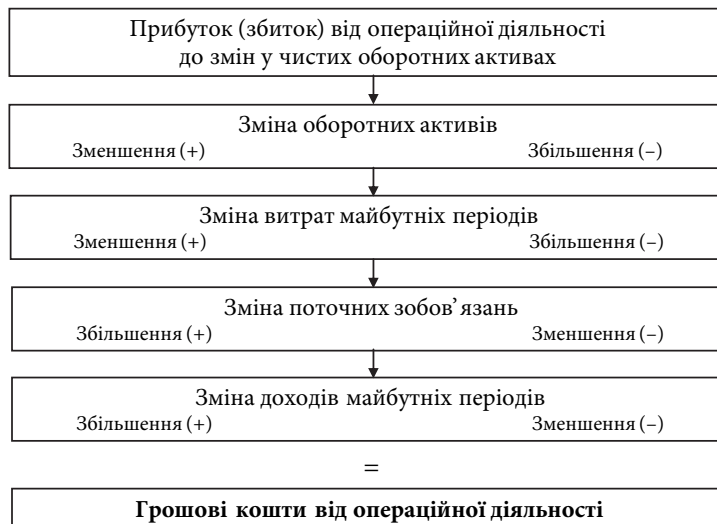 Прибуток (збиток) від операційної діяльності
до змін у чистих оборотних активах
Зміна оборотних активів
Зменшення (+) Збільшення (–)
Зміна витрат майбутніх періодів
Зменшення (+) Збільшення (–)
Зміна поточних зобов’язань
Збільшення (+) Зменшення (–)
Зміна доходів майбутніх періодів
Збільшення (+) Зменшення (–)
=
Грошові кошти від операційної діяльності